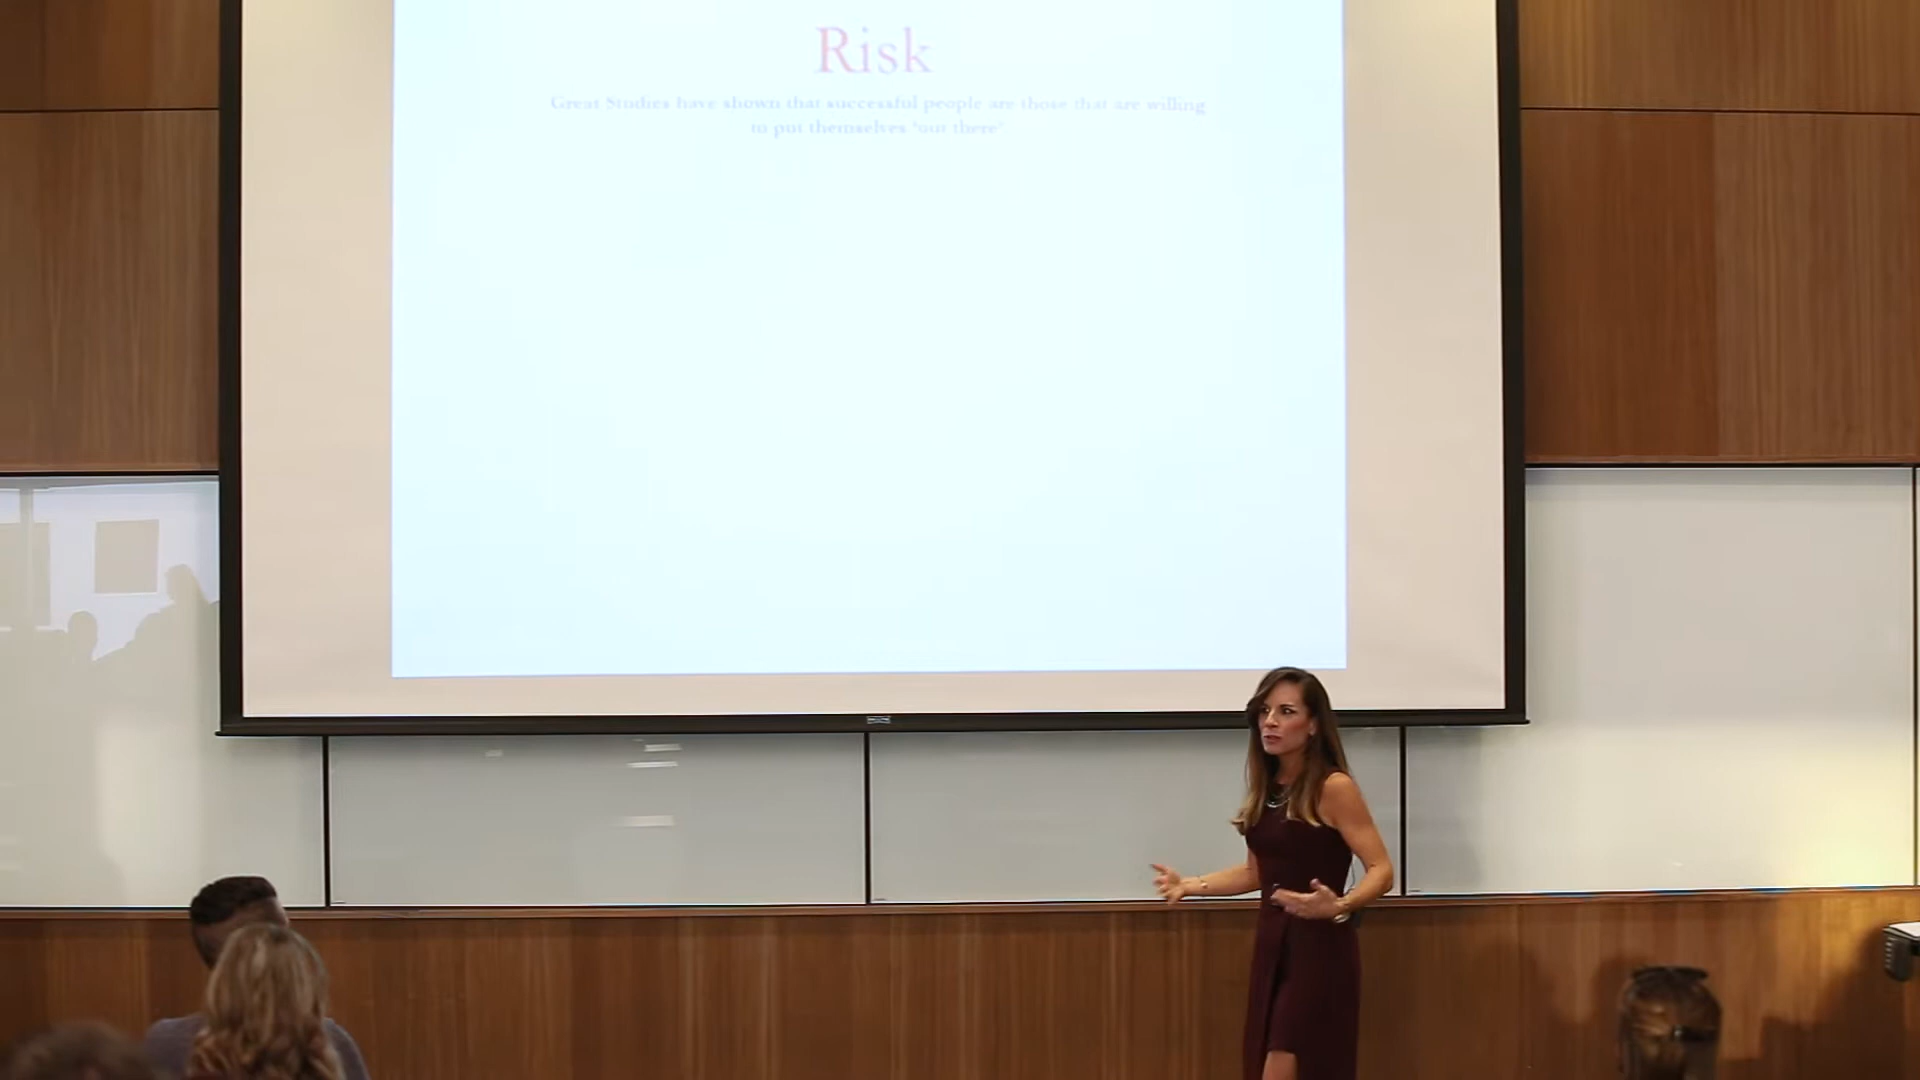 Risk
Great Studies have shown that successful people are those that are willing
to put themselves 'out there'